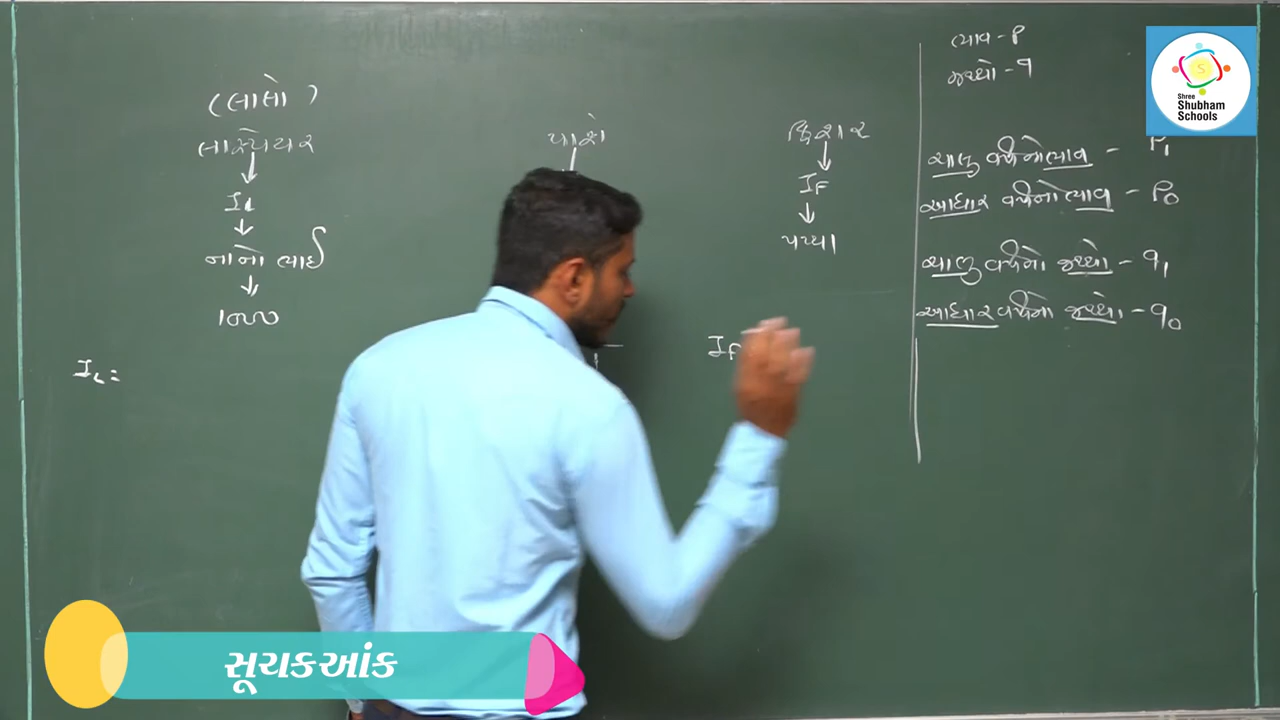 (લાલો)
લાસ્પેયર
IL
નાનો ભાઈ
1000
IL =
પાશે
ફિશર
IF
પપ્પા
IF
ભાવ - P
જથ્થો - q
ચાલુ વર્ષનો ભાવ - P1
આધાર વર્ષનો ભાવ - P0
ચાલુ વર્ષનો જથ્થો - q1
આધાર વર્ષનો જથ્થો - q0
S
Shree
Shubham
Schools
સૂચકઆંક